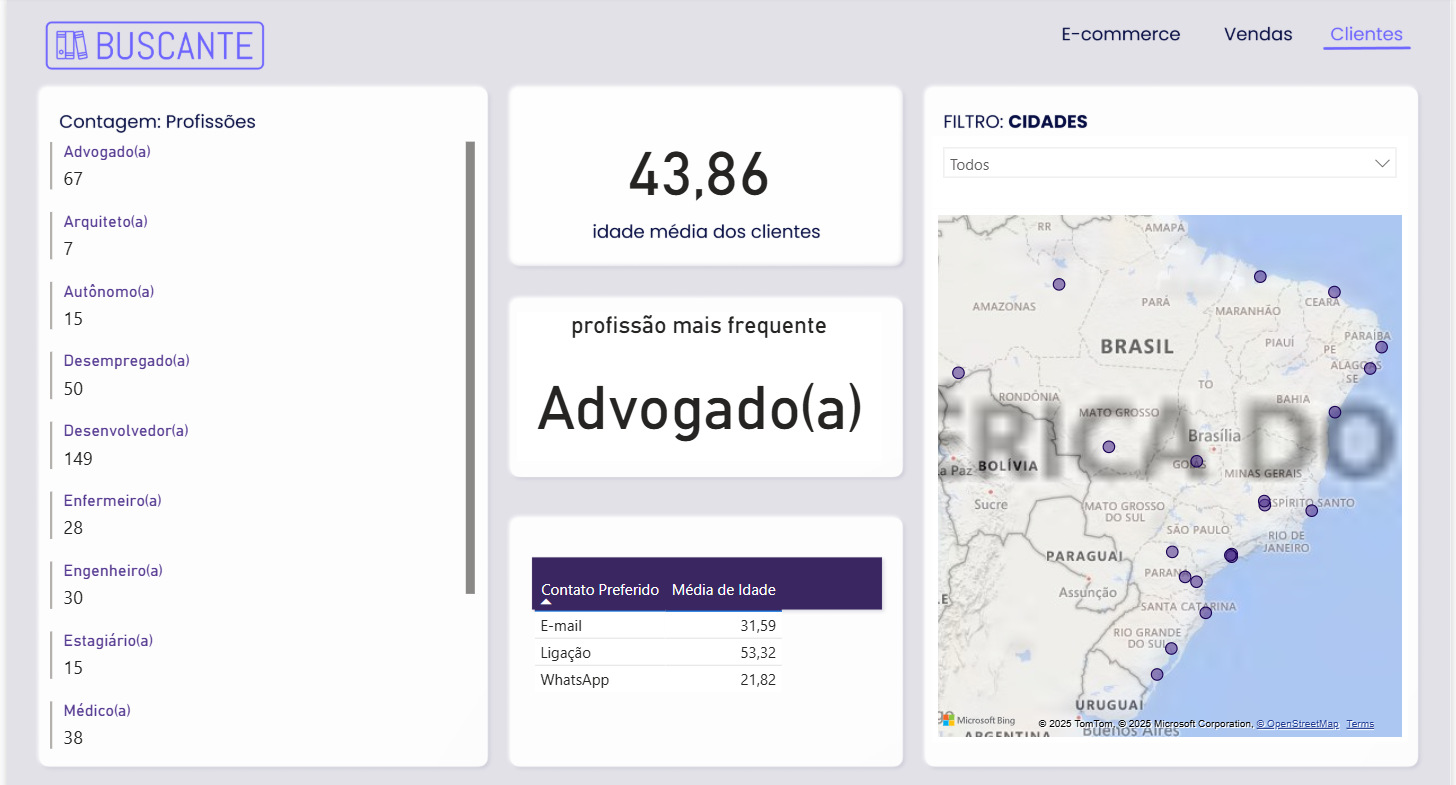 BUSCANTE
E-commerce
Vendas
Clientes
Contagem: Profissões
Advogado(a)
67
Arquiteto(a)
7
Autônomo(a)
15
Desempregado(a)
50
Desenvolvedor(a)
149
Enfermeiro(a)
28
Engenheiro(a)
30
Estagiário(a)
15
Médico(a)
38
43,86
idade média dos clientes
profissão mais frequente
Advogado(a)
Contato Preferido Média de Idade
E-mail 31,59
Ligação 53,32
WhatsApp 21,82
FILTRO: CIDADES
Todos
RR
AMAPÁ
AMAZONAS
PARÁ
MARANHÃO
CEARÁ
BRASIL
PIAUÍ
PARAÍBA
PE
ALAGOAS
SE
TO
RONDÔNIA
MATO GROSSO
BAHIA
ERICA DO
Brasília
a Paz
BOLÍVIA
GOIÁS
MINAS GERAIS
Sucre
MATO GROSSO
DO SUL
ESPÍRITO SANTO
SÃO PAULO
RIO DE
JANEIRO
PARAGUAI
PARANÁ
Assunção
LE
SANTA CATARINA
RIO GRANDE
DO SUL
URUGUAI
Microsoft Bing
© 2025 TomTom, © 2025 Microsoft Corporation, © OpenStreetMap Terms
Buenos Aires
ARGENTINA